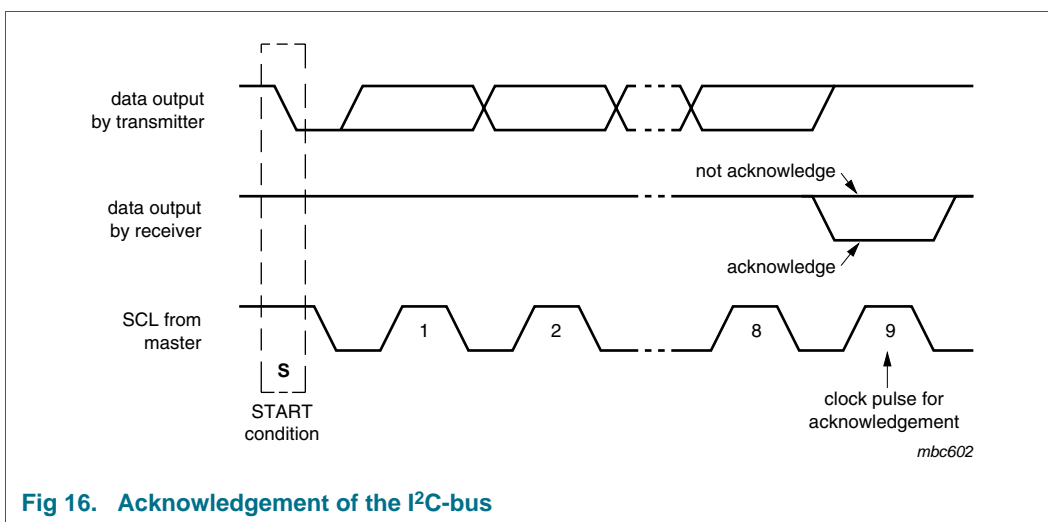 data output
by transmitter
not acknowledge
data output
by receiver
acknowledge
SCL from
master
1
2
8
9
S
START
condition
clock pulse for
acknowledgement
mbc602
Fig 16. Acknowledgement of the I²C-bus